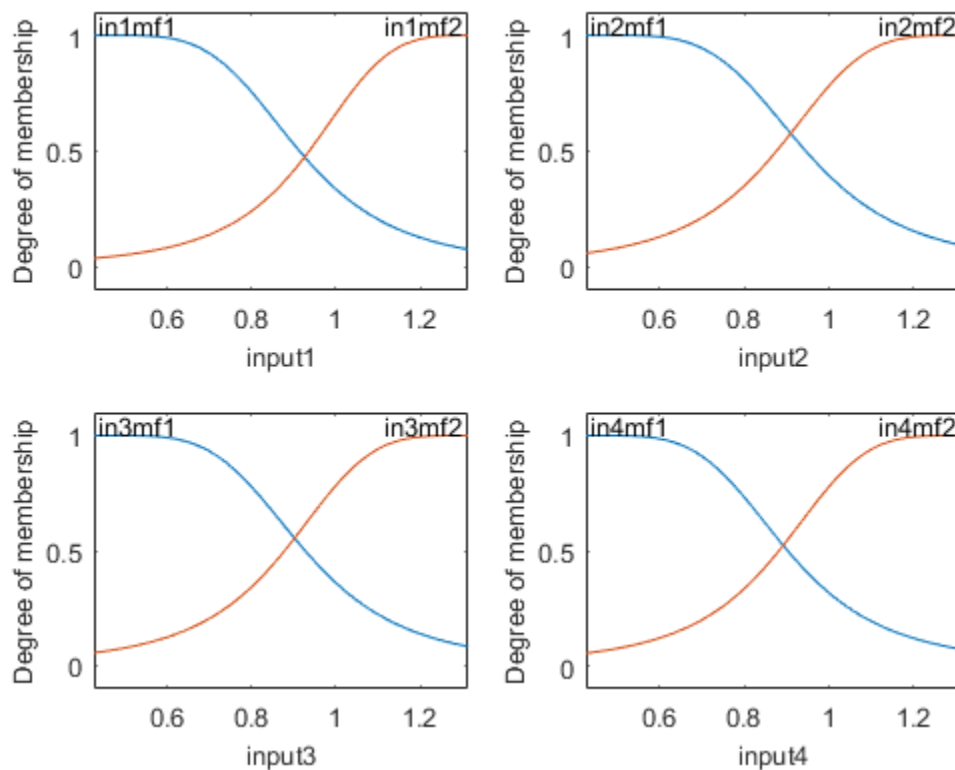 in1mf1 in1mf2
Degree of membership
1
0.5
0
0.6 0.8 1 1.2
input1
in2mf1 in2mf2
Degree of membership
1
0.5
0
0.6 0.8 1 1.2
input2
in3mf1 in3mf2
Degree of membership
1
0.5
0
0.6 0.8 1 1.2
input3
in4mf1 in4mf2
Degree of membership
1
0.5
0
0.6 0.8 1 1.2
input4